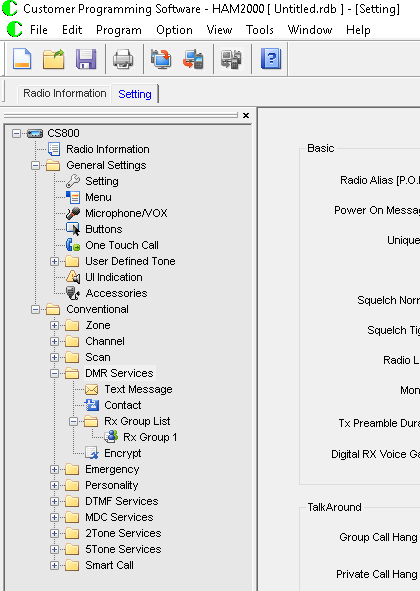 Customer Programming Software - HAM2000 [ Untitled.rdb ] - [Setting]
File Edit Program Option View Window Help
Radio Information Setting
CS800
Radio Information
General Settings
Setting
Menu
Microphone/VOX
Buttons
One Touch Call
User Defined Tone
UI Indication
Accessories
Conventional
Zone
Channel
Scan
DMR Services
Text Message
Contact
Rx Group List
Rx Group 1
Encrypt
Emergency
Personality
DTMF Services
MDC Services
2Tone Services
5Tone Services
Smart Call
Basic
Radio Alias [P.O.
Power On Messag
Unique
Squelch Norr
Squelch Tig
Radio L
Mon
Tx Preamble Dura
Digital RX Voice Ga
TalkAround
Group Call Hang
Private Call Hang